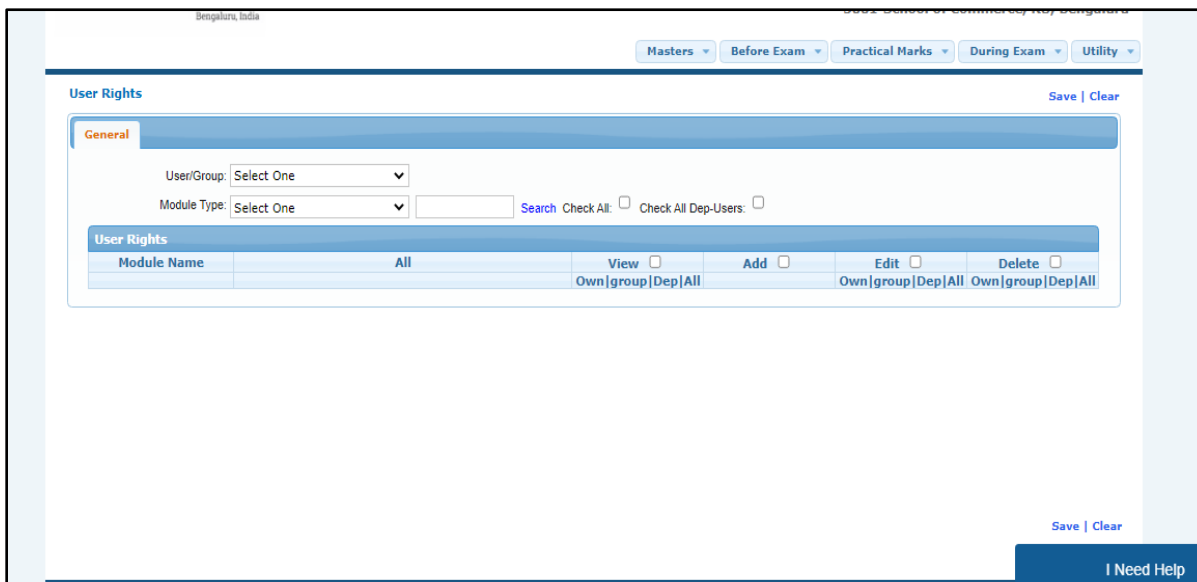 Bengaluru, India
Masters Before Exam Practical Marks During Exam Utility
User Rights
Save | Clear
General
User/Group: Select One
Module Type: Select One Search Check All: Check All Dep-Users:
User Rights
Module Name All View Add Edit Delete
Own|group|Dep|All Own|group|Dep|All Own|group|Dep|All
Save | Clear
I Need Help